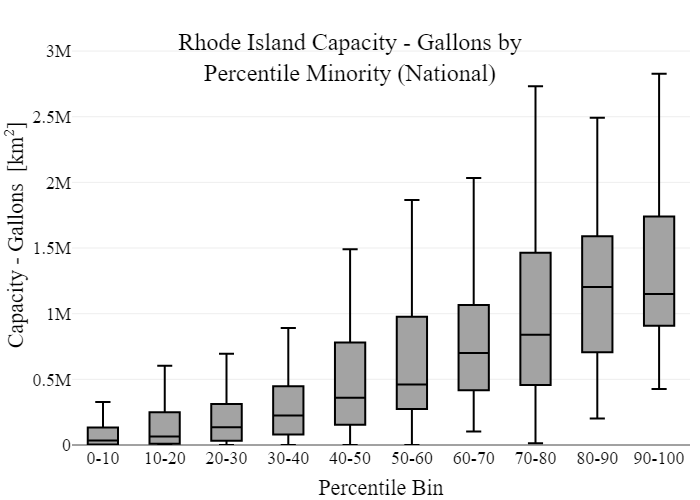 Rhode Island Capacity - Gallons by
Percentile Minority (National)
Capacity - Gallons [km²]
3M
2.5M
2M
1.5M
1M
0.5M
0
0-10 10-20 20-30 30-40 40-50 50-60 60-70 70-80 80-90 90-100
Percentile Bin